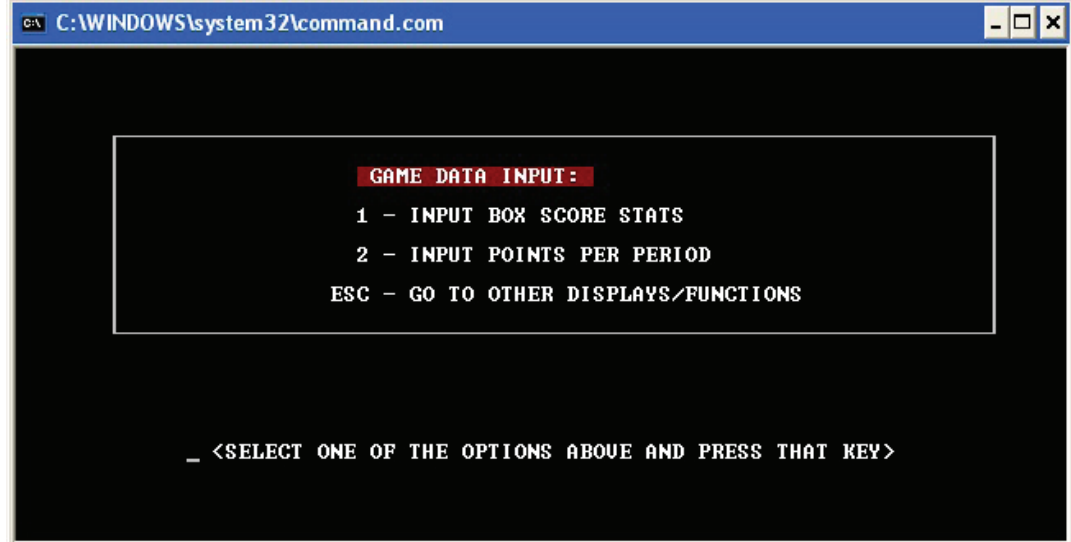 C:\WINDOWS\system32\command.com
GAME DATA INPUT:
1 - INPUT BOX SCORE STATS
2 - INPUT POINTS PER PERIOD
ESC - GO TO OTHER DISPLAYS/FUNCTIONS
_ <SELECT ONE OF THE OPTIONS ABOVE AND PRESS THAT KEY>